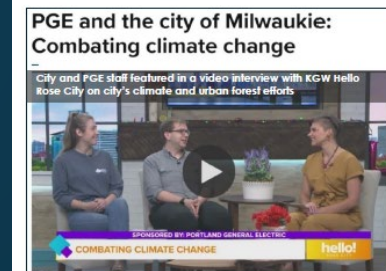 PGE and the city of Milwaukie:
Combating climate change
City and PGE staff featured in a video interview with KGW Hello
Rose City on city's climate and urban forest efforts
SPONSORED BY: PORTLAND GENERAL ELECTRIC
COMBATING CLIMATE CHANGE
hello!